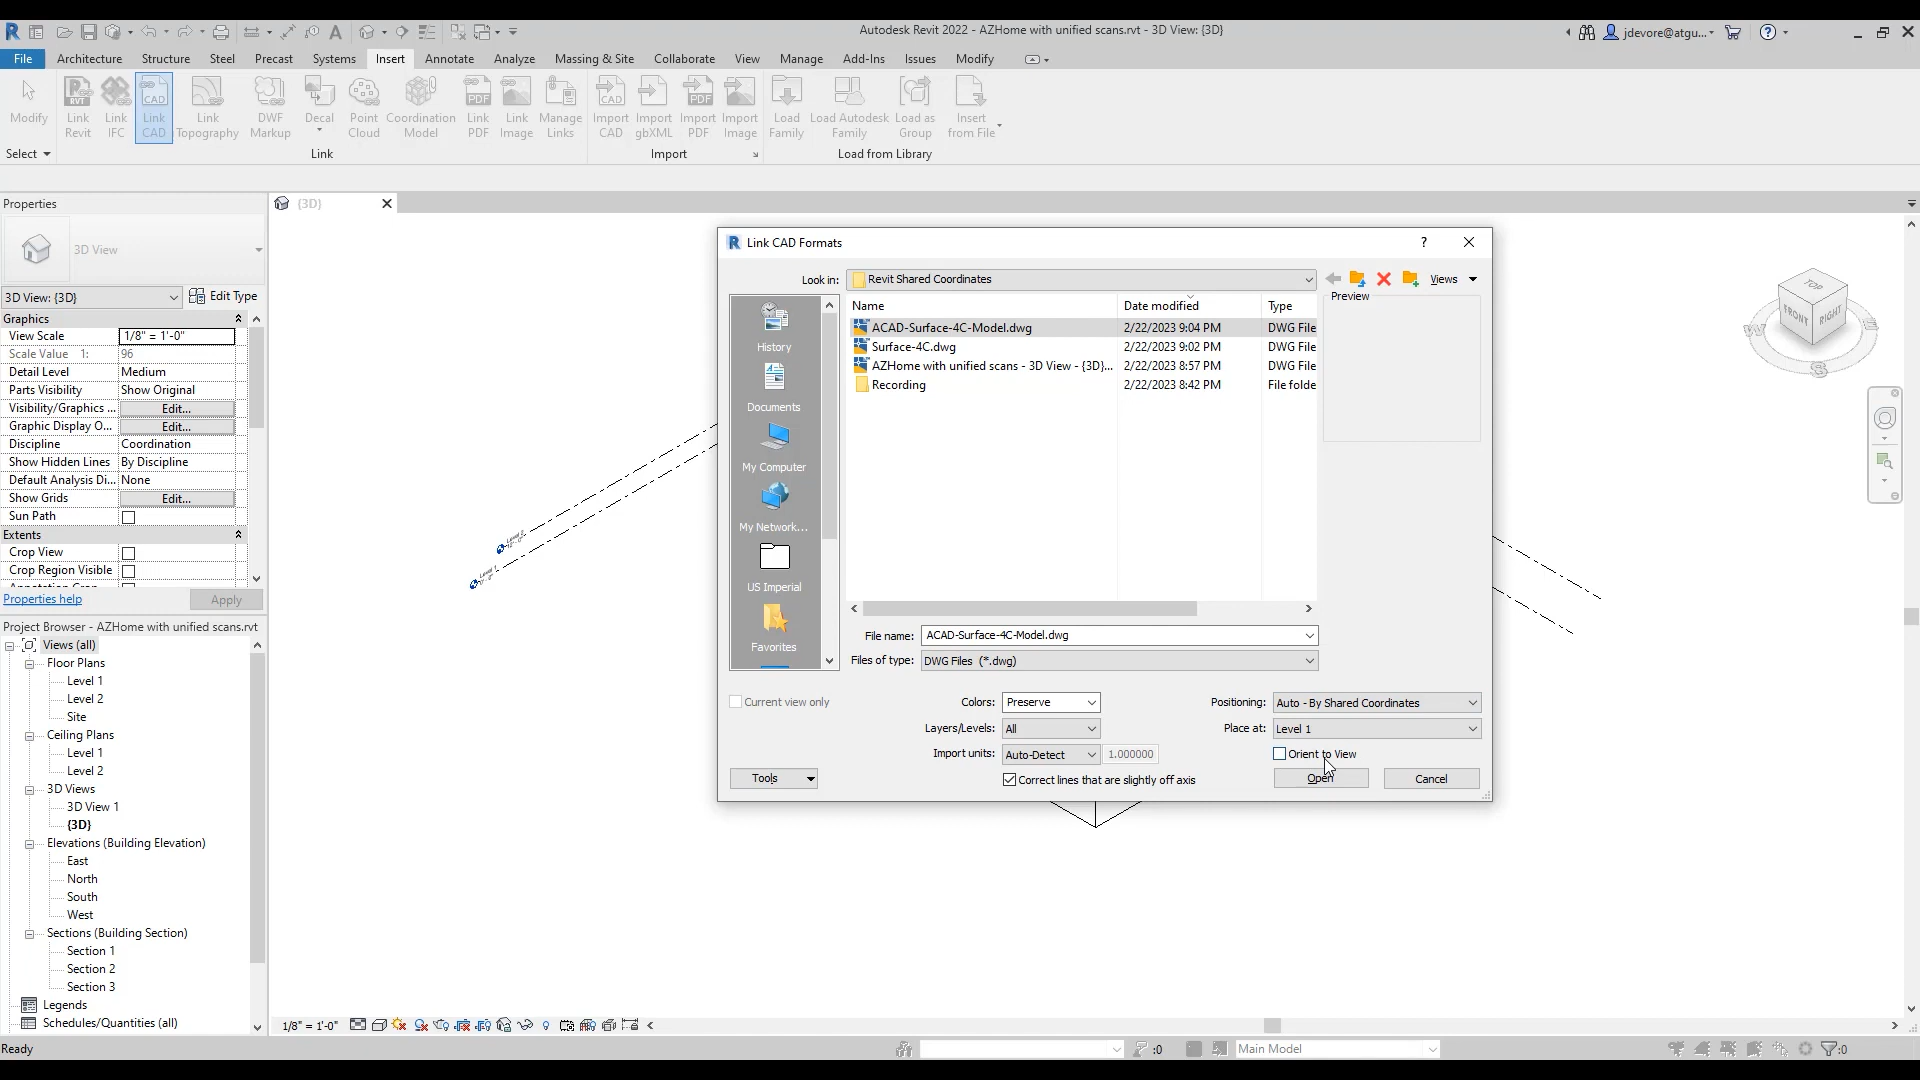 Autodesk Revit 2022 - AZHome with unified scans.rvt - 3D View: {3D}
jdevore@atgu...
File Architecture Structure Steel Precast Systems Insert Annotate Analyze Massing & Site Collaborate View Manage Add-Ins Issues Modify
Modify
Link Revit
Link IFC
Link CAD
Link Topography
DWF Markup
Decal
Point Cloud
Coordination Model
Link PDF
Link Image
Manage Links
Import CAD
Import gbXML
Import PDF
Import Image
Load Family
Load Autodesk Family
Load as Group
Insert from File
Select Link Import Load from Library
Properties
{3D}
3D View
3D View: {3D} Edit Type
Graphics
View Scale 1/8" = 1'-0"
Scale Value 1: 96
Detail Level Medium
Parts Visibility Show Original
Visibility/Graphics ... Edit...
Graphic Display O... Edit...
Discipline Coordination
Show Hidden Lines By Discipline
Default Analysis Di... None
Show Grids Edit...
Sun Path
Extents
Crop View
Crop Region Visible
Properties help Apply
Project Browser - AZHome with unified scans.rvt
Views (all)
Floor Plans
Level 1
Level 2
Site
Ceiling Plans
Level 1
Level 2
3D Views
3D View 1
{3D}
Elevations (Building Elevation)
East
North
South
West
Sections (Building Section)
Section 1
Section 2
Section 3
Legends
Schedules/Quantities (all)
Level 2
Level 1
TOP
FRONT
RIGHT
W
S
E
Link CAD Formats
?
Look in: Revit Shared Coordinates Views
Name Date modified Type
ACAD-Surface-4C-Model.dwg 2/22/2023 9:04 PM DWG File
Surface-4C.dwg 2/22/2023 9:02 PM DWG File
AZHome with unified scans - 3D View - {3D}... 2/22/2023 8:57 PM DWG File
Recording 2/22/2023 8:42 PM File folde
Preview
History
Documents
My Computer
My Network...
US Imperial
Favorites
File name: ACAD-Surface-4C-Model.dwg
Files of type: DWG Files (*.dwg)
Current view only
Colors: Preserve
Positioning: Auto - By Shared Coordinates
Layers/Levels: All
Place at: Level 1
Import units: Auto-Detect 1.000000
Orient to View
Correct lines that are slightly off axis
Tools Open Cancel
1/8" = 1'-0"
Ready
:0
Main Model
:0